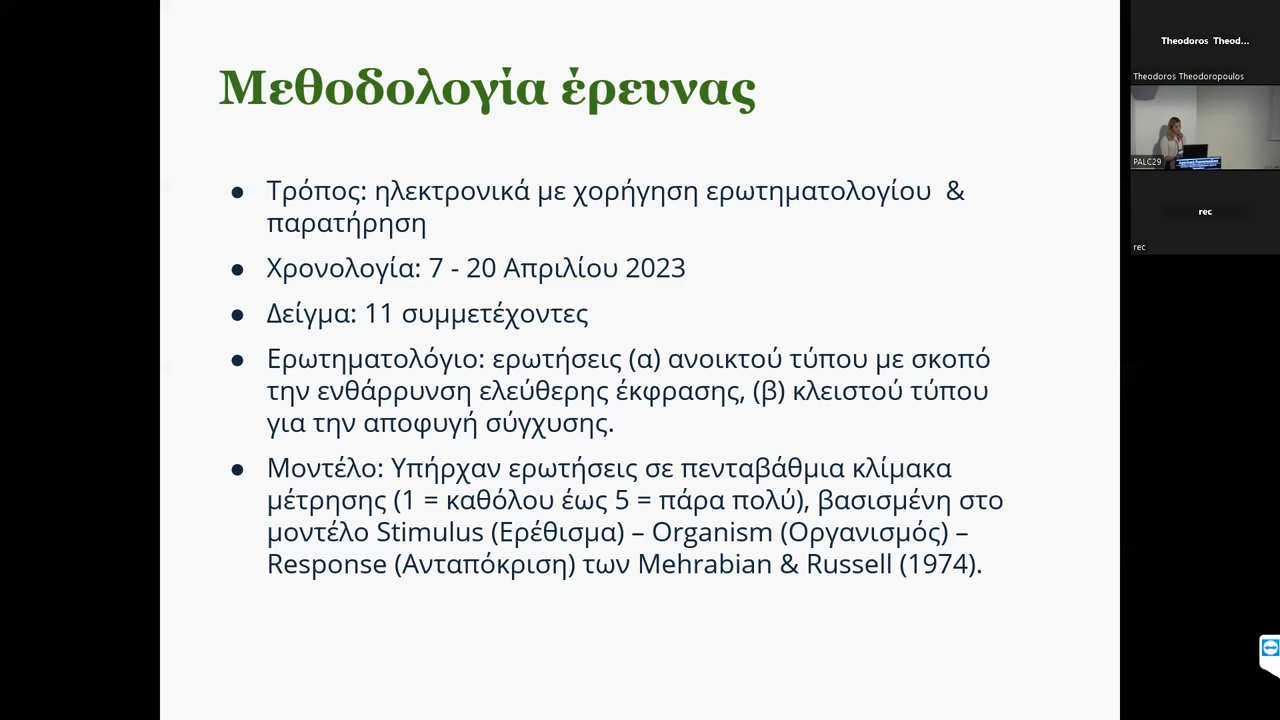 Μεθοδολογία έρευνας
● Τρόπος: ηλεκτρονικά με χορήγηση ερωτηματολογίου &
παρατήρηση
● Χρονολογία: 7 - 20 Απριλίου 2023
● Δείγμα: 11 συμμετέχοντες
● Ερωτηματολόγιο: ερωτήσεις (α) ανοικτού τύπου με σκοπό
την ενθάρρυνση ελεύθερης έκφρασης, (β) κλειστού τύπου
για την αποφυγή σύγχυσης.
● Μοντέλο: Υπήρχαν ερωτήσεις σε πενταβάθμια κλίμακα
μέτρησης (1 = καθόλου έως 5 = πάρα πολύ), βασισμένη στο
μοντέλο Stimulus (Ερέθισμα) – Organism (Οργανισμός) –
Response (Ανταπόκριση) των Mehrabian & Russell (1974).
Theodoros Theod...
Theodoros Theodoropoulos
PALC29
rec
rec